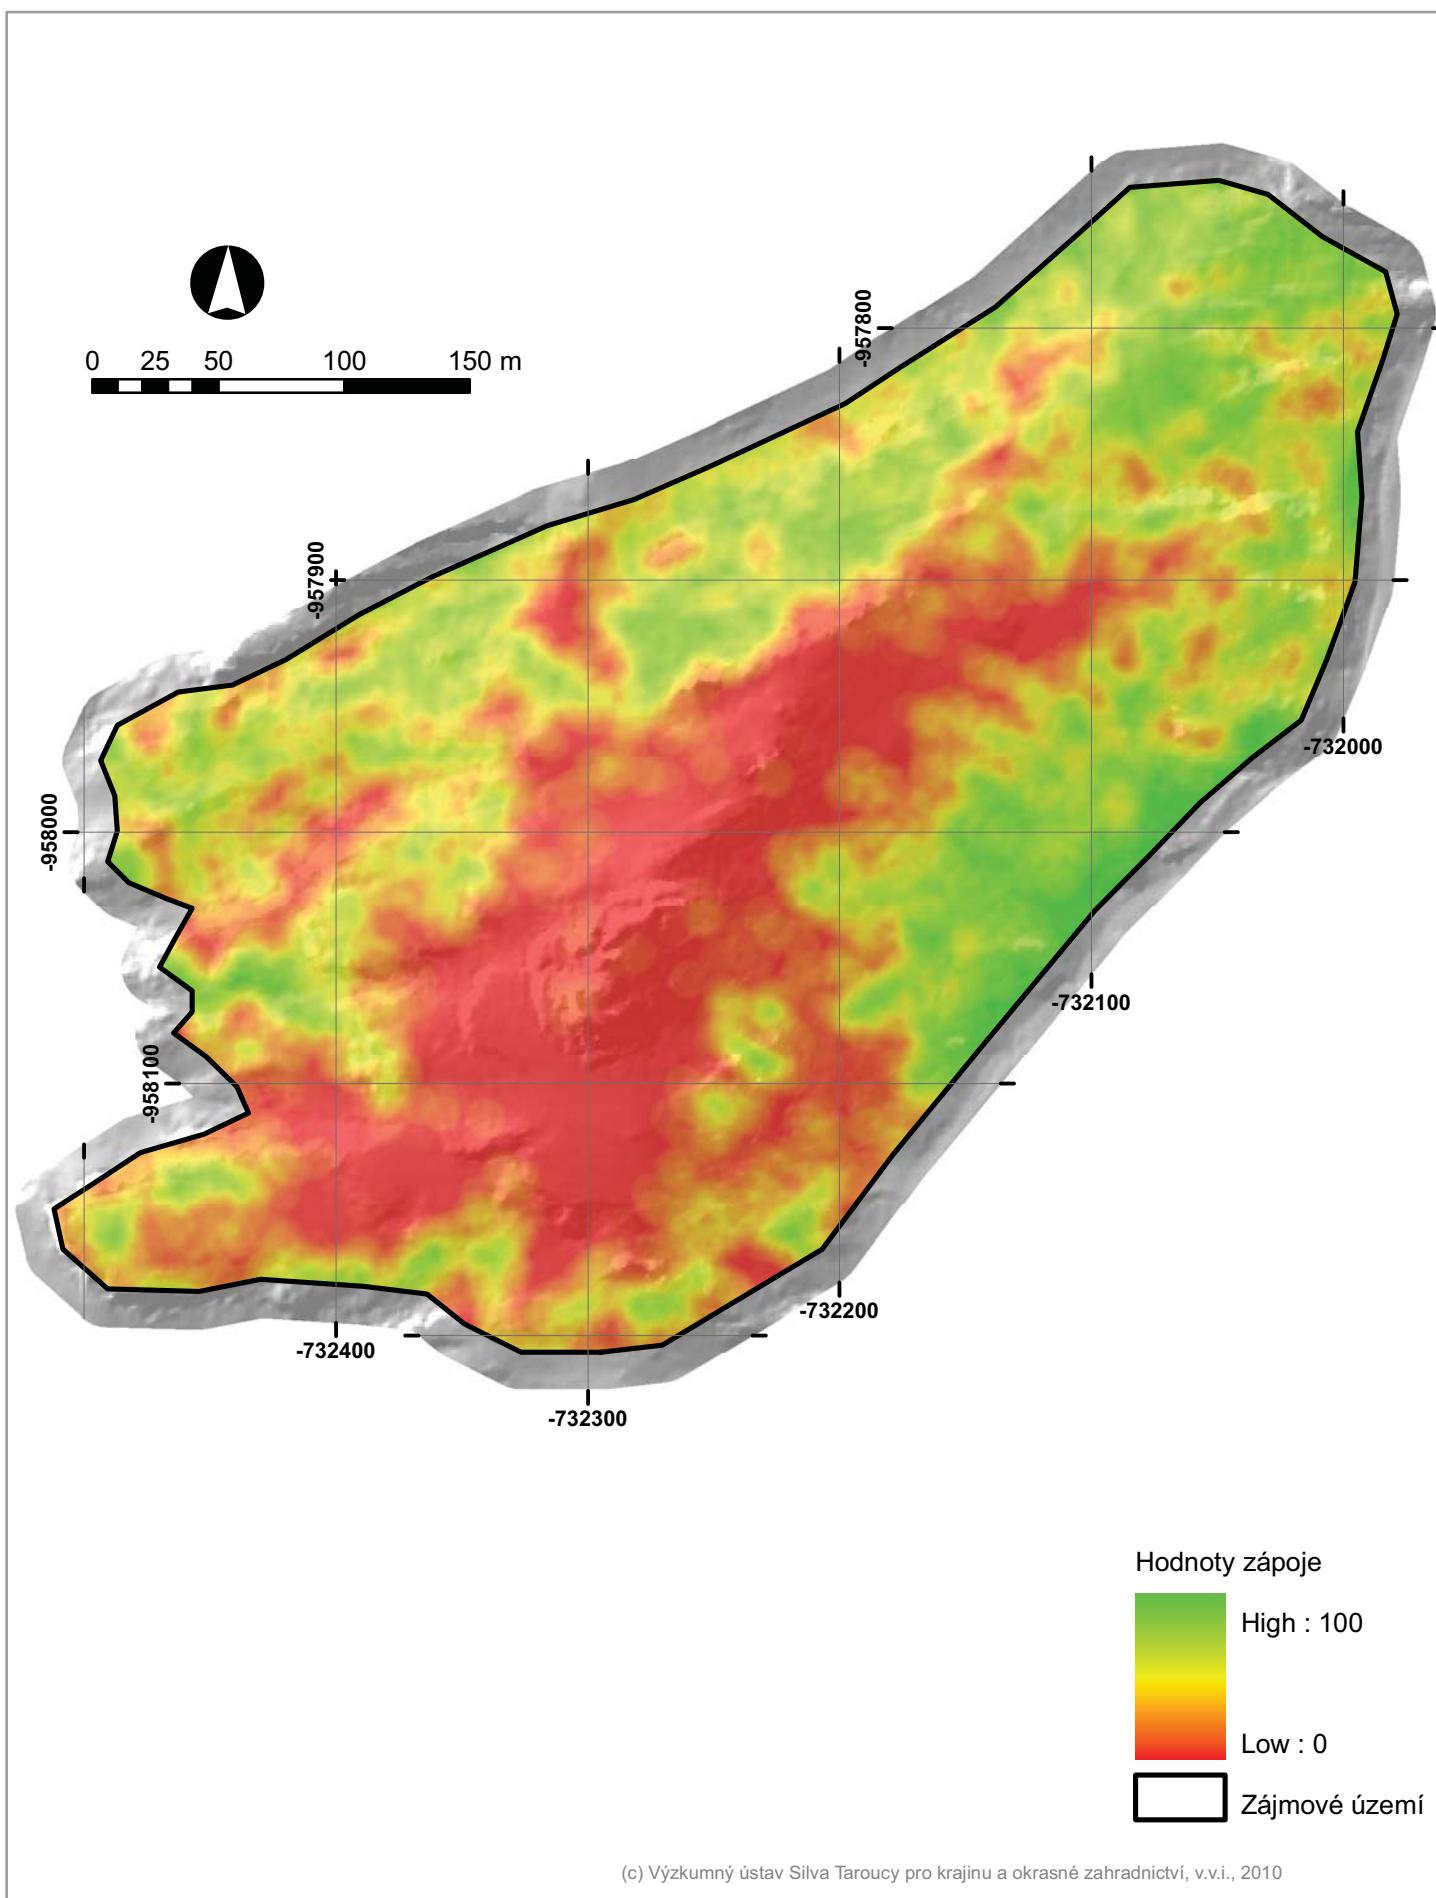 0 25 50 100 150 m
-957800
-957900
-732000
-958000
-732100
-958100
-732200
-732400
-732300
Hodnoty zápoje
High : 100
Low : 0
Zájmové území
(c) Výzkumný ústav Silva Taroucy pro krajinu a okrasné zahradnictví, v.v.i., 2010